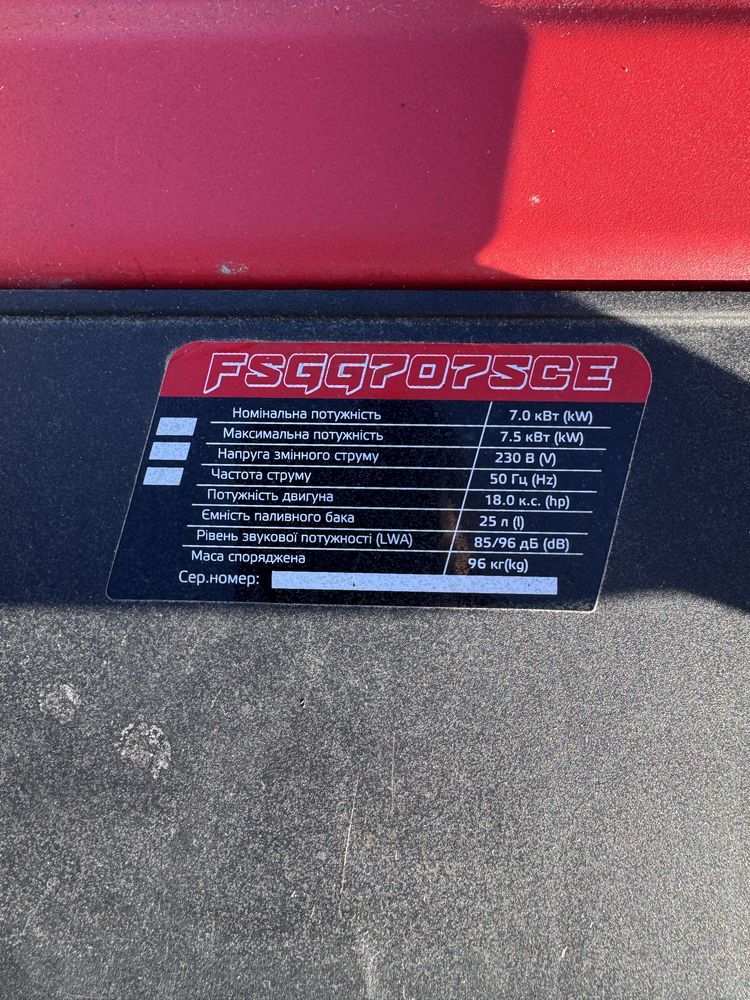 FSGG7075CE
Номінальна потужність 7.0 кВт (kW)
Максимальна потужність 7.5 кВт (kW)
Напруга змінного струму 230 В (V)
Частота струму 50 Гц (Hz)
Потужність двигуна 18.0 к.с. (hp)
Ємність паливного бака 25 л (l)
Рівень звукової потужності (LWA) 85/96 дБ (dB)
Маса споряджена 96 кг(kg)
Сер.номер: